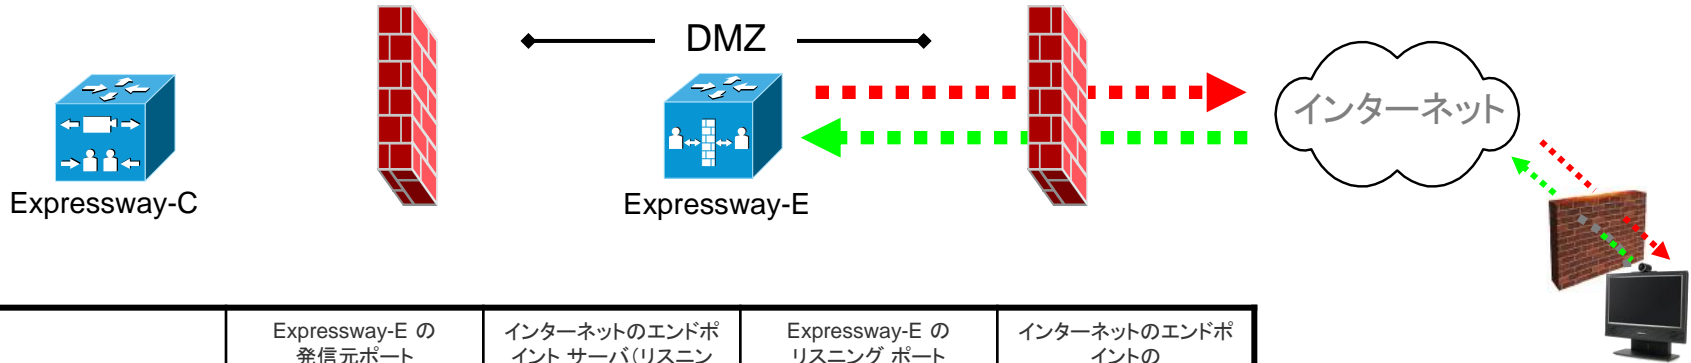 DMZ
インターネット
Expressway-C
Expressway-E
Expressway-E の
発信元ポート
インターネットのエンドポ
イント サーバ(リスニン
Expressway-E の
リスニング ポート
インターネットのエンドポ
イントの